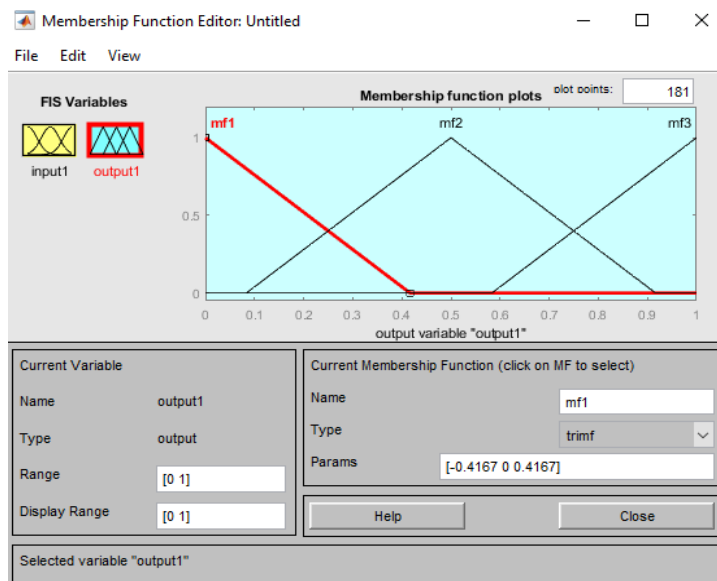 Membership Function Editor: Untitled
File Edit View
FIS Variables
input1 output1
Membership function plots
plot points: 181
mf1 mf2 mf3
1
0.5
0
0 0.1 0.2 0.3 0.4 0.5 0.6 0.7 0.8 0.9 1
output variable "output1"
Current Variable
Name output1
Type output
Range [0 1]
Display Range [0 1]
Current Membership Function (click on MF to select)
Name mf1
Type trimf
Params [-0.4167 0 0.4167]
Help Close
Selected variable "output1"